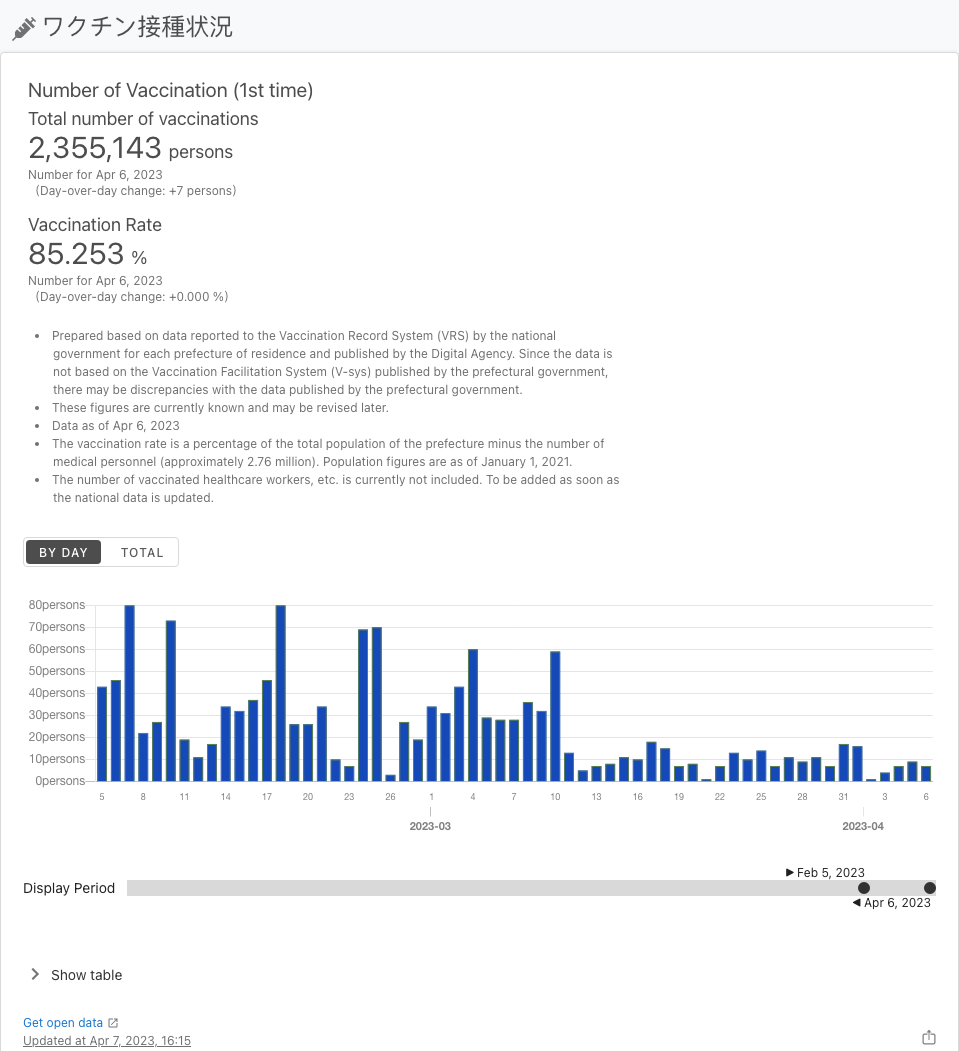 ワクチン接種状況
Number of Vaccination (1st time)
Total number of vaccinations
2,355,143 persons
Number for Apr 6, 2023
(Day-over-day change: +7 persons)
Vaccination Rate
85.253 %
Number for Apr 6, 2023
(Day-over-day change: +0.000 %)
• Prepared based on data reported to the Vaccination Record System (VRS) by the national
government for each prefecture of residence and published by the Digital Agency. Since the data is
not based on the Vaccination Facilitation System (V-sys) published by the prefectural government,
there may be discrepancies with the data published by the prefectural government.
• These figures are currently known and may be revised later.
• Data as of Apr 6, 2023
• The vaccination rate is a percentage of the total population of the prefecture minus the number of
medical personnel (approximately 2.76 million). Population figures are as of January 1, 2021.
• The number of vaccinated healthcare workers, etc. is currently not included. To be added as soon as
the national data is updated.
BY DAY TOTAL
80persons
70persons
60persons
50persons
40persons
30persons
20persons
10persons
0persons
5 8 11 14 17 20 23 26 1 4 7 10 13 16 19 22 25 28 31 3 6
2023-03 2023-04
▶ Feb 5, 2023
Display Period
◀ Apr 6, 2023
Show table
Get open data
Updated at Apr 7, 2023, 16:15